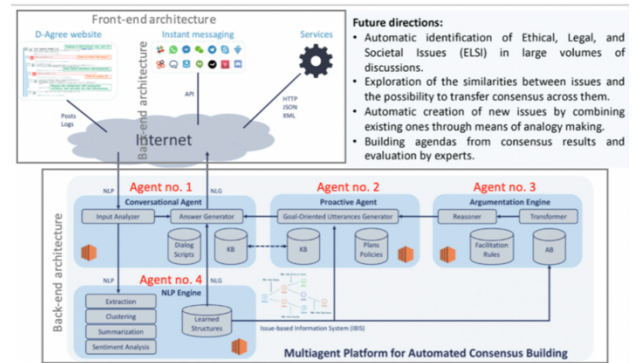 Front-end architecture
D-Agree website
Instant messaging
Services
Back-end architecture
Posts
Logs
API
HTTP
JSON
XML
Internet
Future directions:
• Automatic identification of Ethical, Legal, and
Societal Issues (ELSI) in large volumes of
discussions.
• Exploration of the similarities between issues and
the possibility to transfer consensus across them.
• Automatic creation of new issues by combining
existing ones through means of analogy making.
• Building agendas from consensus results and
evaluation by experts.
Back-end architecture
NLP
NLG
Agent no. 1
Conversational Agent
Input Analyzer
Answer Generator
Dialog
Scripts
KB
Agent no. 2
Proactive Agent
Goal-Oriented Utterances Generator
KB
Plans
Policies
Agent no. 3
Argumentation Engine
Reasoner
Transformer
Facilitation
Rules
AB
NLP
NLG
Agent no. 4
NLP Engine
Extraction
Clustering
Summarization
Sentiment Analysis
Learned
Structures
Issue-based Information System (IBIS)
Multiagent Platform for Automated Consensus Building